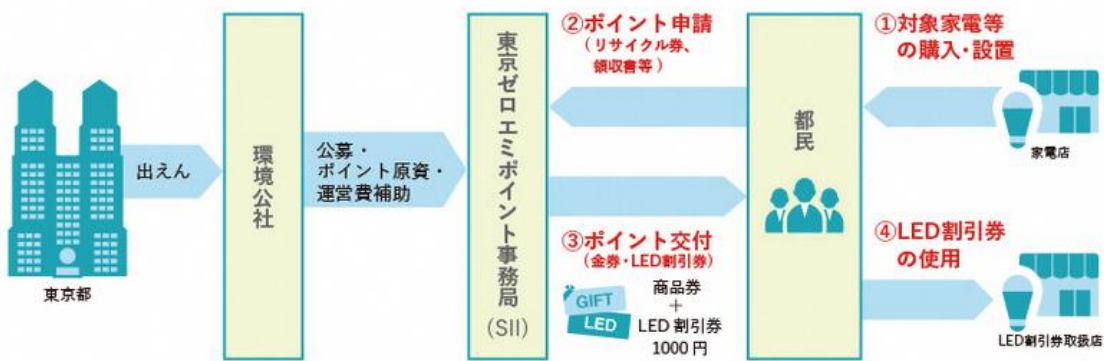 東京都
出えん
環境公社
公募・
ポイント原資・
運営費補助
東京ゼロエミポイント事務局
(SII)
②ポイント申請
(リサイクル券、
領収書等)
③ポイント交付
(金券・LED割引券)
GIFT
LED
商品券
+
LED割引券
1000円
都民
①対象家電等
の購入・設置
家電店
④LED割引券
の使用
LED割引券取扱店